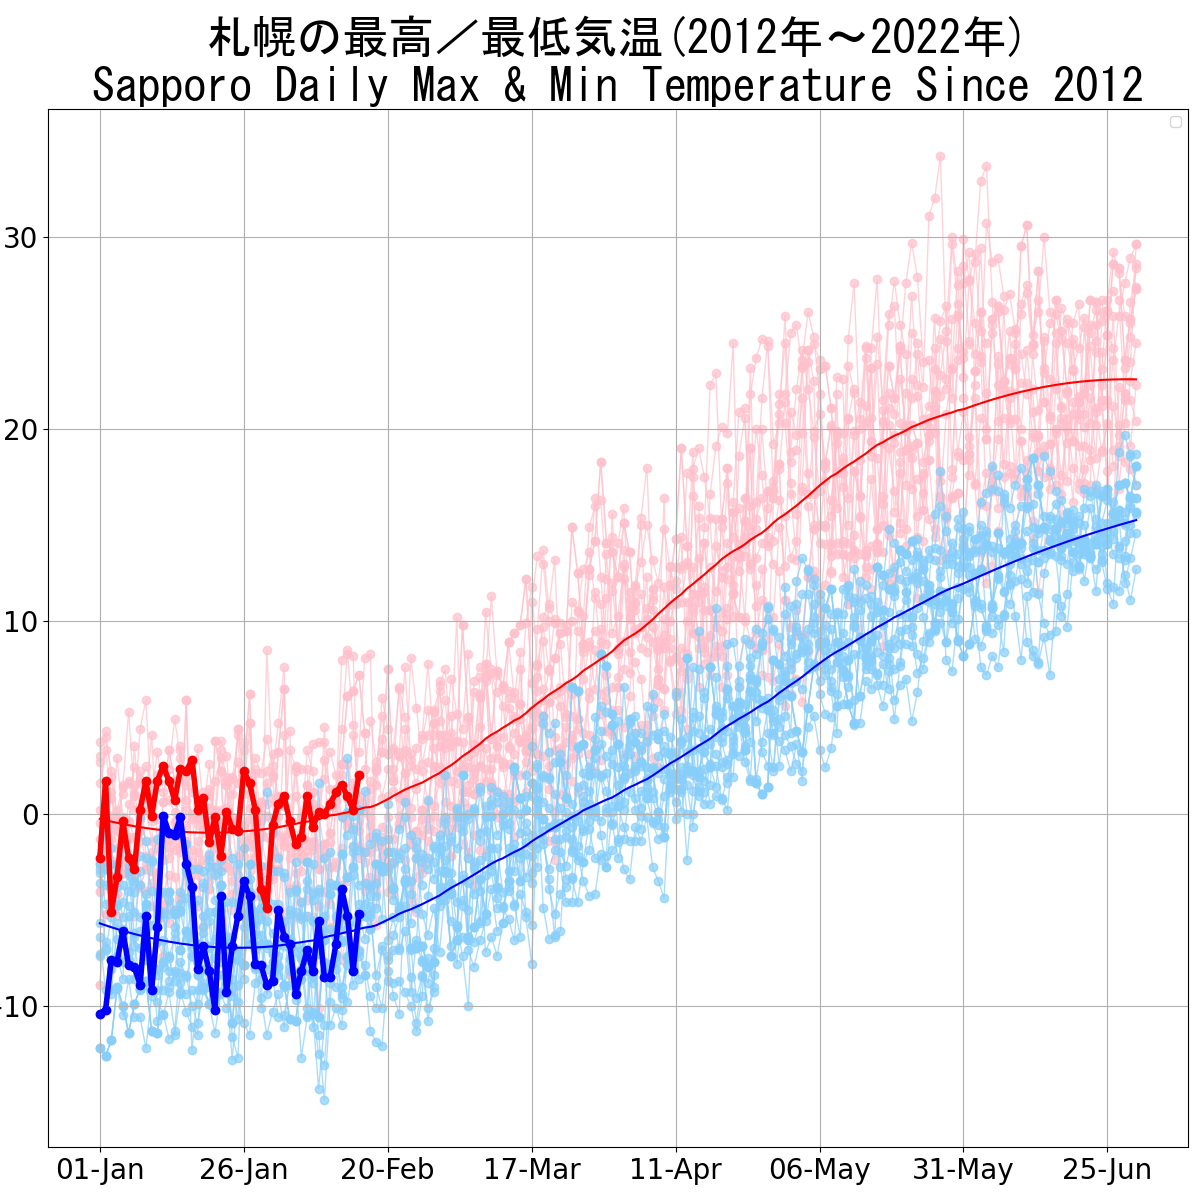 札幌の最高／最低気温(2012年～2022年)
Sapporo Daily Max & Min Temperature Since 2012
30
20
10
0
-10
01-Jan 26-Jan 20-Feb 17-Mar 11-Apr 06-May 31-May 25-Jun